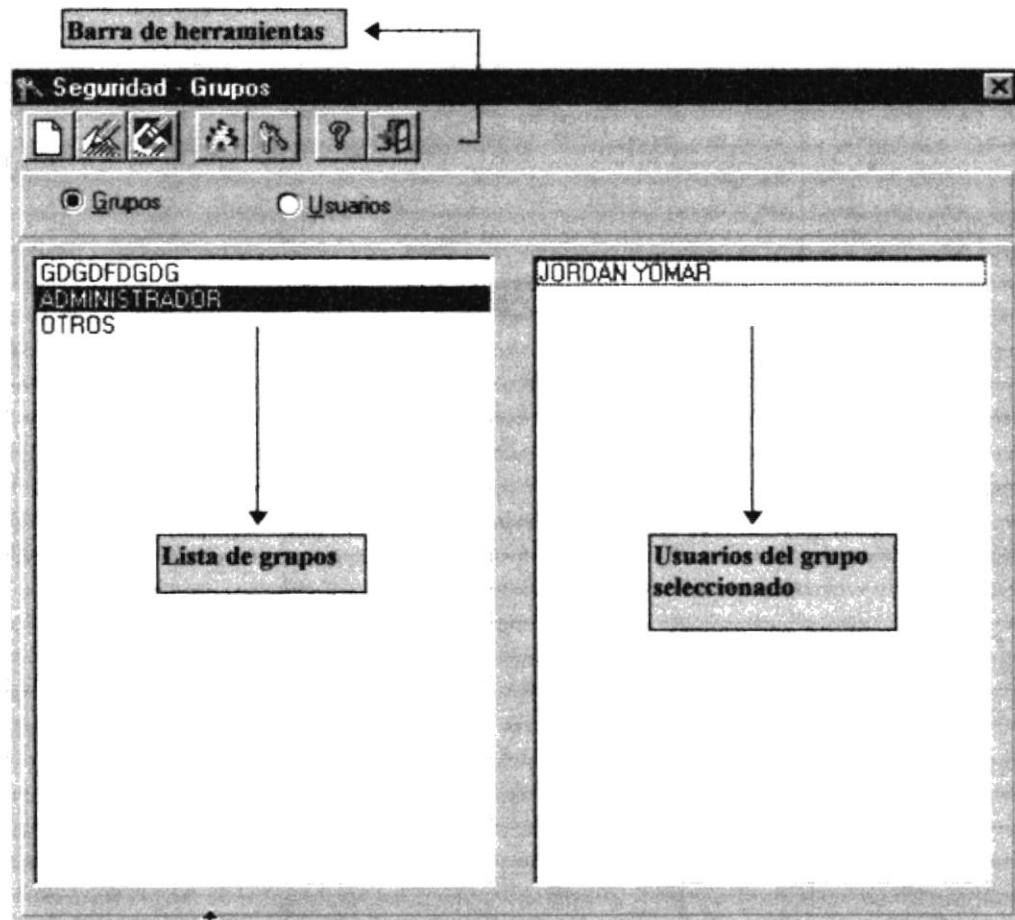 Barra de herramientas
Seguridad - Grupos
Grupos
Usuarios
GDGDFDGDG
ADMINISTRADOR
OTROS
JORDAN YOMAR
Lista de grupos
Usuarios del grupo
seleccionado